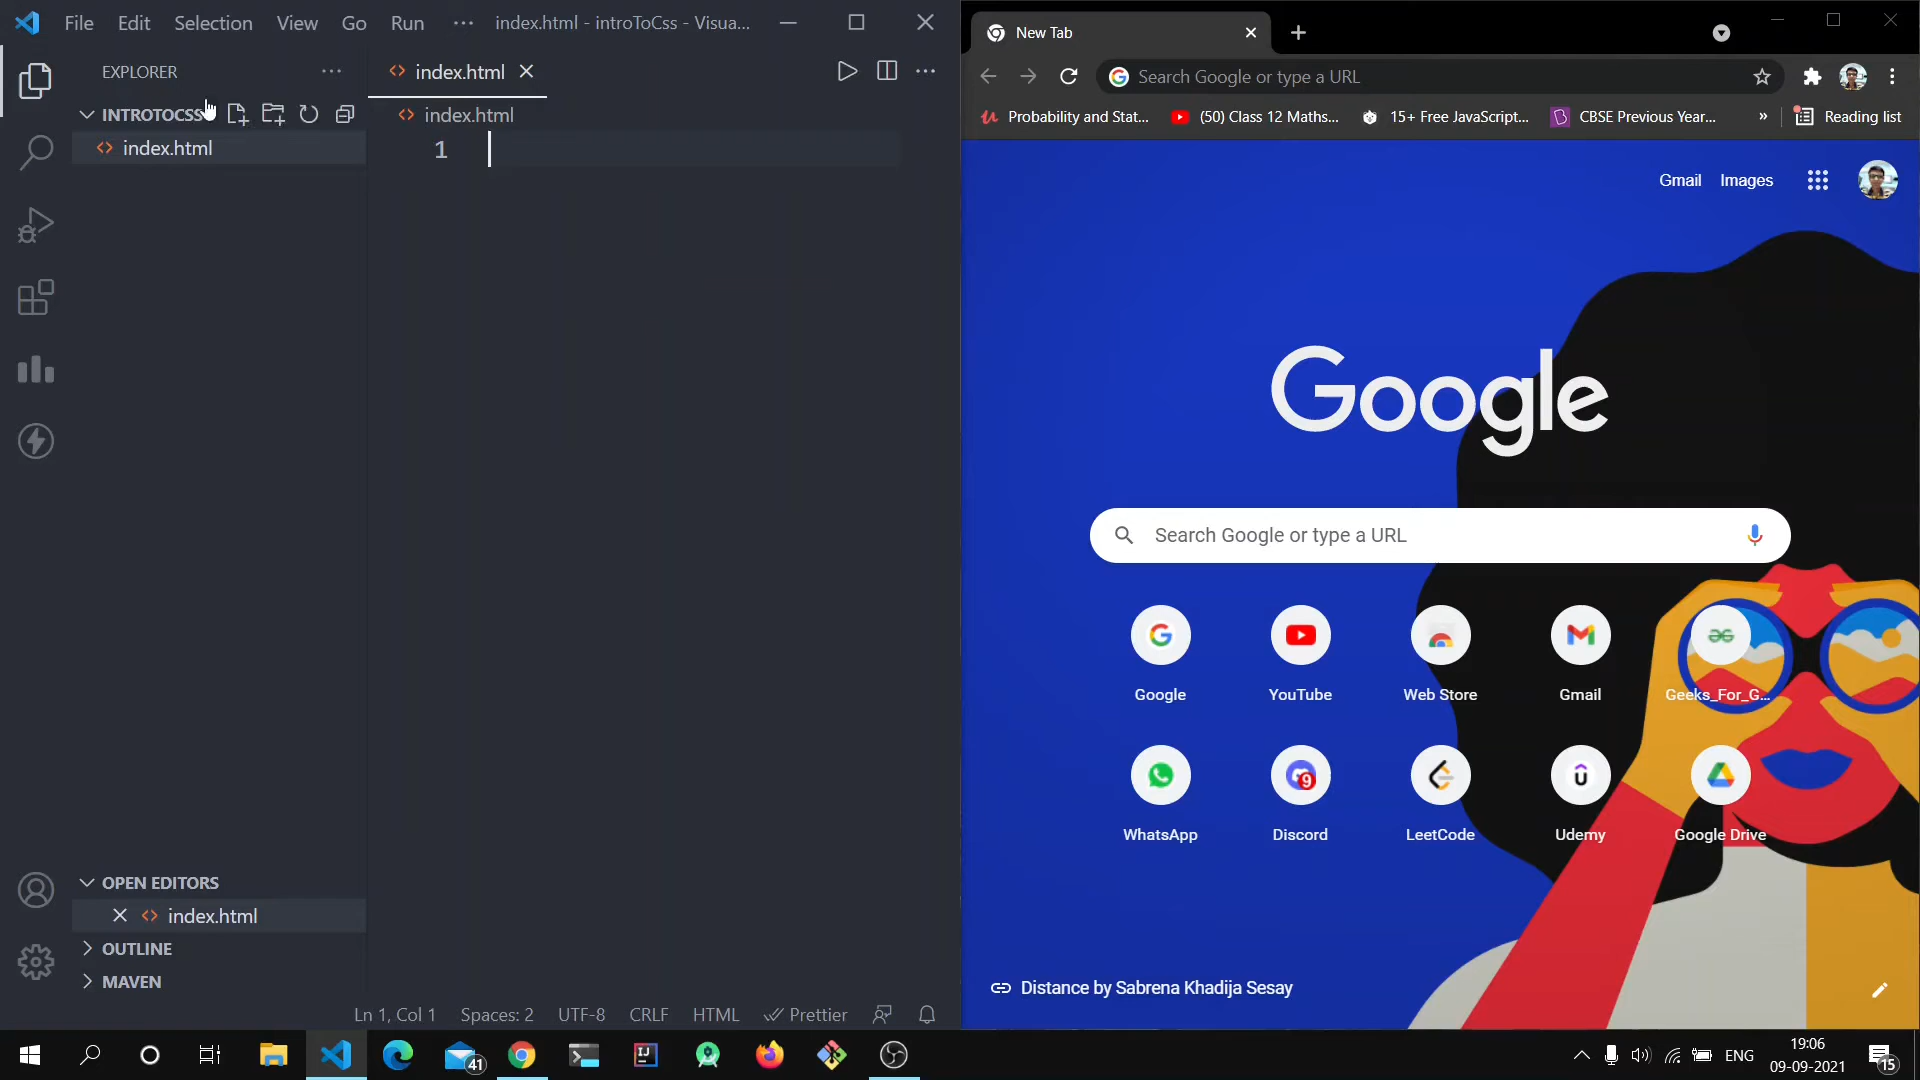 File Edit Selection View Go Run ··· index.html - introToCss - Visua...
EXPLORER
INTROTOCSS
index.html
index.html
index.html
1
OPEN EDITORS
index.html
OUTLINE
MAVEN
Ln 1, Col 1 Spaces: 2 UTF-8 CRLF HTML Prettier
New Tab
Search Google or type a URL
Probability and Stat... (50) Class 12 Maths... 15+ Free JavaScript... CBSE Previous Year... » Reading list
Gmail Images
Google
Search Google or type a URL
Google YouTube Web Store Gmail Geeks_For_G...
9
WhatsApp Discord LeetCode Udemy Google Drive
Distance by Sabrena Khadija Sesay
41
ENG
19:06
09-09-2021
15